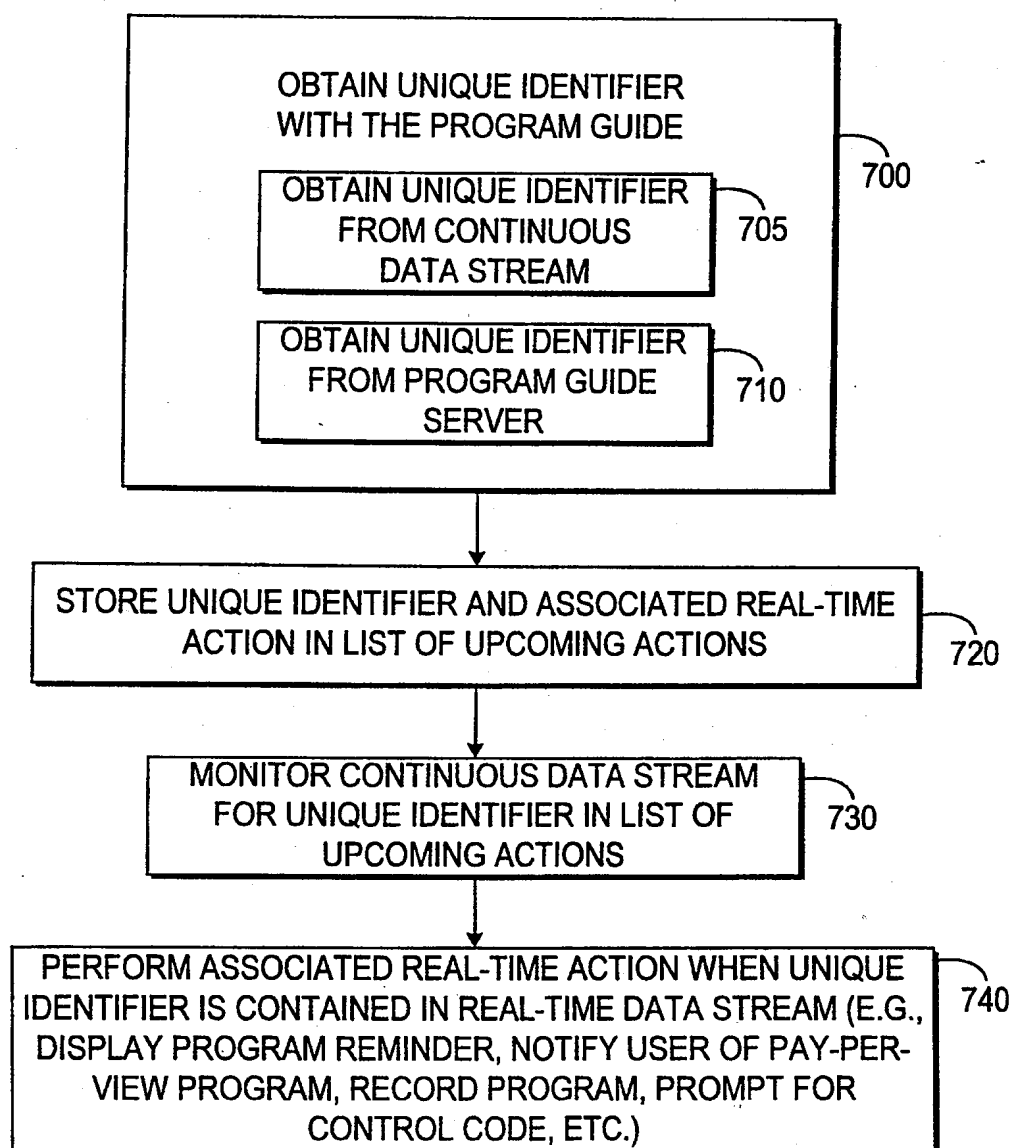 OBTAIN UNIQUE IDENTIFIER
WITH THE PROGRAM GUIDE
700
OBTAIN UNIQUE IDENTIFIER
FROM CONTINUOUS
DATA STREAM
705
OBTAIN UNIQUE IDENTIFIER
FROM PROGRAM GUIDE
SERVER
710
STORE UNIQUE IDENTIFIER AND ASSOCIATED REAL-TIME
ACTION IN LIST OF UPCOMING ACTIONS
720
MONITOR CONTINUOUS DATA STREAM
FOR UNIQUE IDENTIFIER IN LIST OF
UPCOMING ACTIONS
730
PERFORM ASSOCIATED REAL-TIME ACTION WHEN UNIQUE
IDENTIFIER IS CONTAINED IN REAL-TIME DATA STREAM (E.G.,
DISPLAY PROGRAM REMINDER, NOTIFY USER OF PAY-PER-
VIEW PROGRAM, RECORD PROGRAM, PROMPT FOR
CONTROL CODE, ETC.)
740